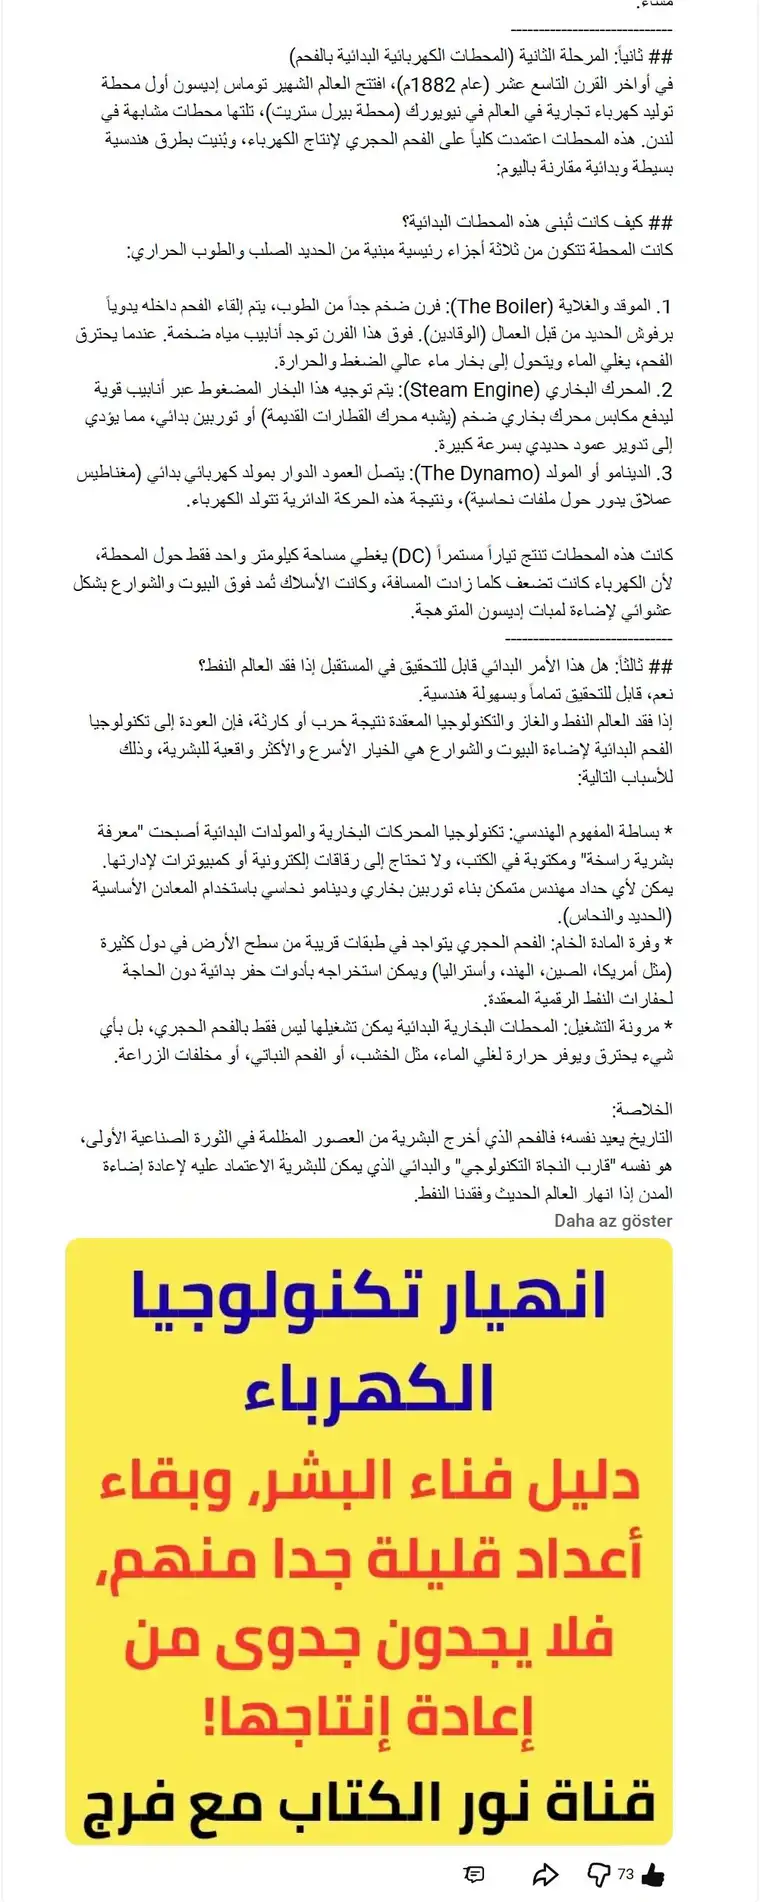 مساء.
------------------------------
## ثانياً: المرحلة الثانية (المحطات الكهربائية البدائية بالفحم)
في أواخر القرن التاسع عشر (عام 1882م)، افتتح العالم الشهير توماس إديسون أول محطة
توليد كهرباء تجارية في العالم في نيويورك (محطة بيرل ستريت)، تلتها محطات مشابهة في
لندن. هذه المحطات اعتمدت كلياً على الفحم الحجري لإنتاج الكهرباء، وبُنيت بطرق هندسية
بسيطة وبدائية مقارنة باليوم:
## كيف كانت تُبنى هذه المحطات البدائية؟
كانت المحطة تتكون من ثلاثة أجزاء رئيسية مبنية من الحديد الصلب والطوب الحراري:
1. الموقد والغلاية (The Boiler): فرن ضخم جداً من الطوب، يتم إلقاء الفحم داخله يدوياً
برفوش الحديد من قبل العمال (الوقادين). فوق هذا الفرن توجد أنابيب مياه ضخمة. عندما يحترق
الفحم، يغلي الماء ويتحول إلى بخار ماء عالي الضغط والحرارة.
2. المحرك البخاري (Steam Engine): يتم توجيه هذا البخار المضغوط عبر أنابيب قوية
ليدفع مكابس محرك بخاري ضخم (يشبه محرك القطارات القديمة) أو توربين بدائي، مما يؤدي
إلى تدوير عمود حديدي بسرعة كبيرة.
3. الدينامو أو المولد (The Dynamo): يتصل العمود الدوار بمولد كهربائي بدائي (مغناطيس
عملاق يدور حول ملفات نحاسية)، ونتيجة هذه الحركة الدائرية تتولد الكهرباء.
كانت هذه المحطات تنتج تياراً مستمراً (DC) يغطي مساحة كيلومتر واحد فقط حول المحطة،
لأن الكهرباء كانت تضعف كلما زادت المسافة، وكانت الأسلاك تُمد فوق البيوت والشوارع بشكل
عشوائي لإضاءة لمبات إديسون المتوهجة.
------------------------------
## ثالثاً: هل هذا الأمر البدائي قابل للتحقيق في المستقبل إذا فقد العالم النفط؟
نعم، قابل للتحقيق تماماً وبسهولة هندسية.
إذا فقد العالم النفط والغاز والتكنولوجيا المعقدة نتيجة حرب أو كارثة، فإن العودة إلى تكنولوجيا
الفحم البدائية لإضاءة البيوت والشوارع هي الخيار الأسرع والأكثر واقعية للبشرية، وذلك
للأسباب التالية:
* بساطة المفهوم الهندسي: تكنولوجيا المحركات البخارية والمولدات البدائية أصبحت "معرفة
بشرية راسخة" ومكتوبة في الكتب، ولا تحتاج إلى رقاقات إلكترونية أو كمبيوترات لإدارتها.
يمكن لأي حداد مهندس متمكن بناء توربين بخاري ودينامو نحاسي باستخدام المعادن الأساسية
(الحديد والنحاس).
* وفرة المادة الخام: الفحم الحجري يتواجد في طبقات قريبة من سطح الأرض في دول كثيرة
(مثل أمريكا، الصين، الهند، وأستراليا) ويمكن استخراجه بأدوات حفر بدائية دون الحاجة
لحفارات النفط الرقمية المعقدة.
* مرونة التشغيل: المحطات البخارية البدائية يمكن تشغيلها ليس فقط بالفحم الحجري، بل بأي
شيء يحترق ويوفر حرارة لغلي الماء، مثل الخشب، أو الفحم النباتي، أو مخلفات الزراعة.
الخلاصة:
التاريخ يعيد نفسه؛ فالفحم الذي أخرج البشرية من العصور المظلمة في الثورة الصناعية الأولى،
هو نفسه "قارب النجاة التكنولوجي" والبدائي الذي يمكن للبشرية الاعتماد عليه لإعادة إضاءة
المدن إذا انهار العالم الحديث وفقدنا النفط.
Daha az göster
انهيار تكنولوجيا
الكهرباء
دليل فناء البشر، وبقاء
أعداد قليلة جدا منهم،
فلا يجدون جدوى من
إعادة إنتاجها!
قناة نور الكتاب مع فرج
73